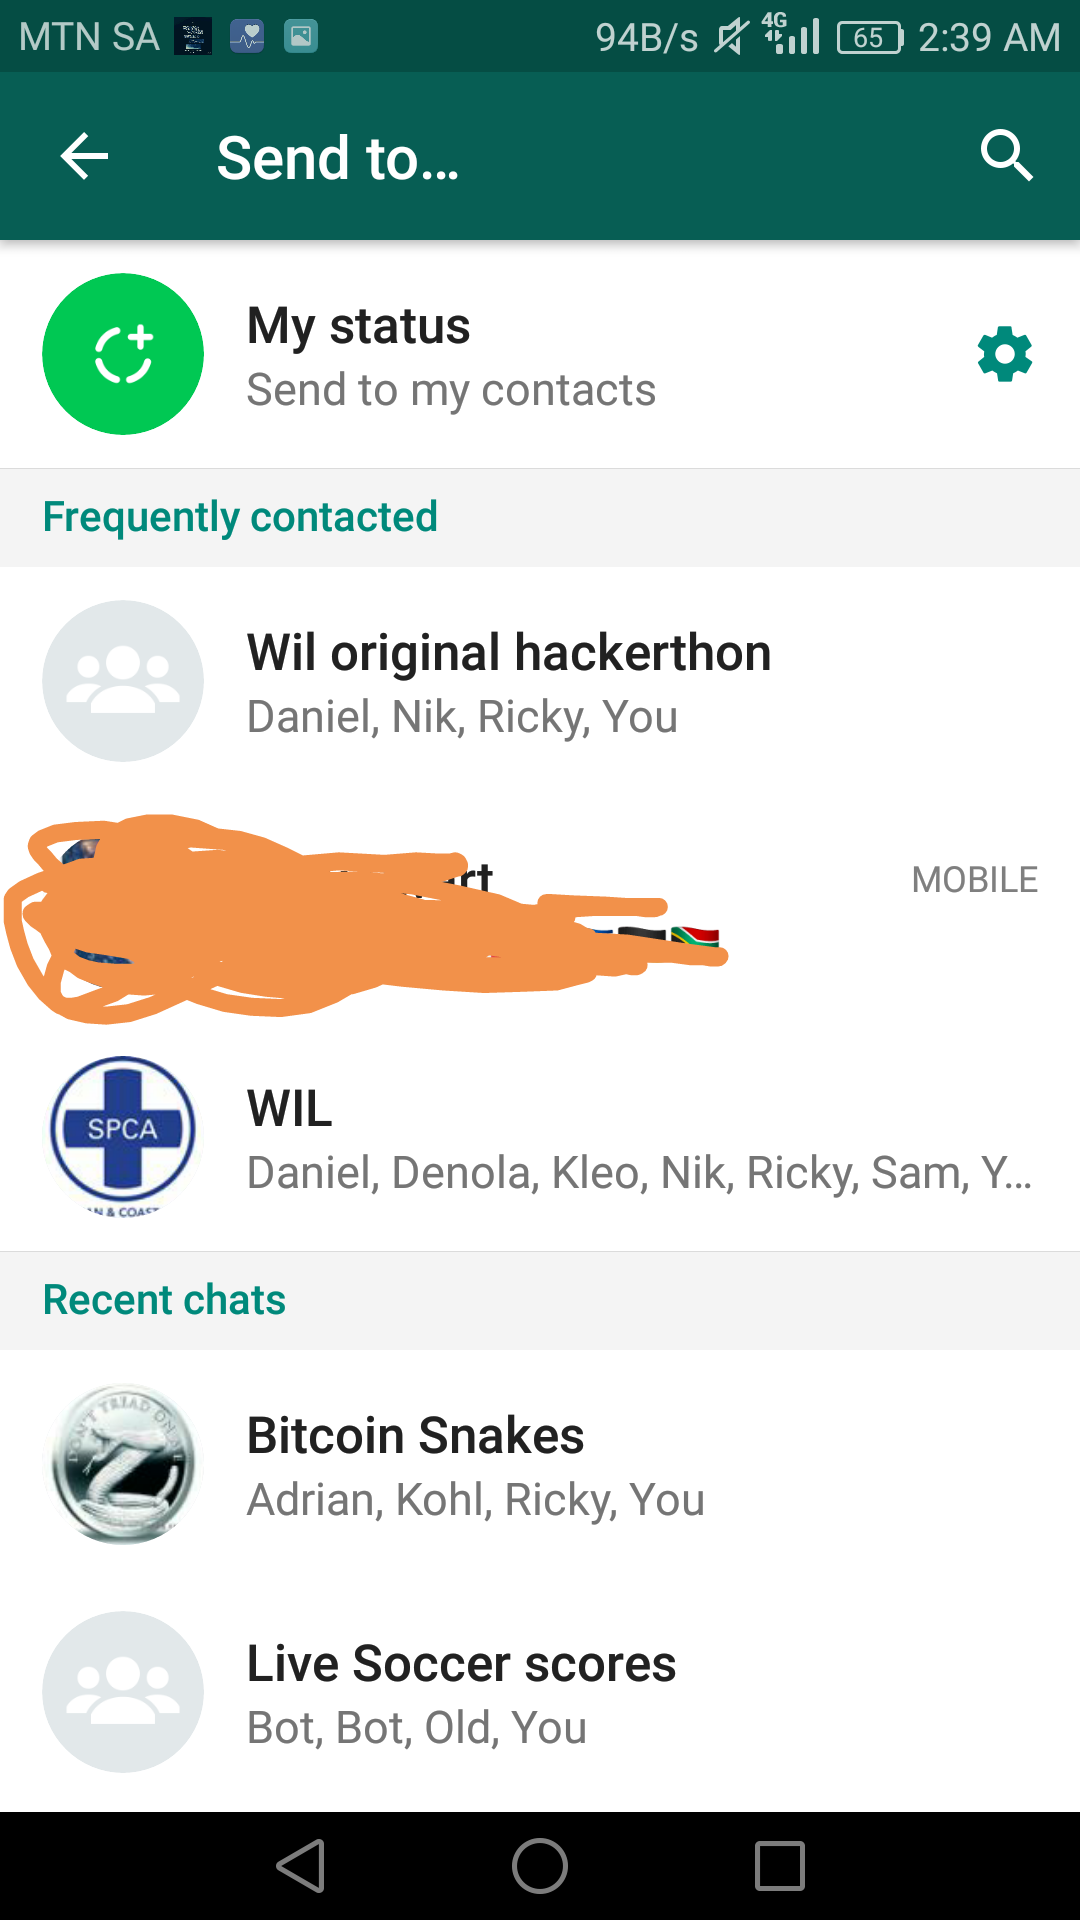 MTN SA 94B/s 4G 65 2:39 AM
Send to...
My status
Send to my contacts
Frequently contacted
Wil original hackerthon
Daniel, Nik, Ricky, You
MOBILE
SPCA
WIL
Daniel, Denola, Kleo, Nik, Ricky, Sam, Y...
Recent chats
Bitcoin Snakes
Adrian, Kohl, Ricky, You
Live Soccer scores
Bot, Bot, Old, You